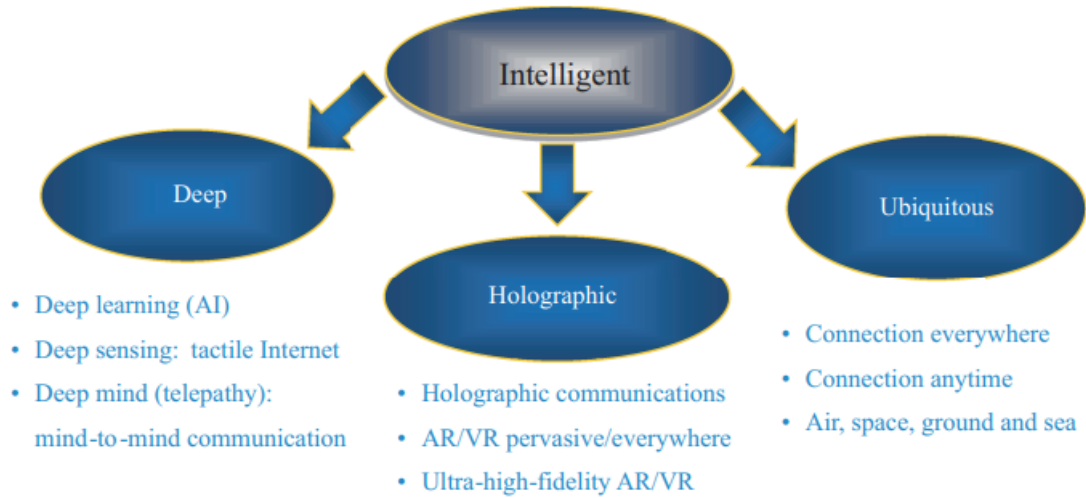 Intelligent
Deep
Holographic
Ubiquitous
• Deep learning (AI)
• Deep sensing: tactile Internet
• Deep mind (telepathy):
mind-to-mind communication
• Holographic communications
• AR/VR pervasive/everywhere
• Ultra-high-fidelity AR/VR
• Connection everywhere
• Connection anytime
• Air, space, ground and sea